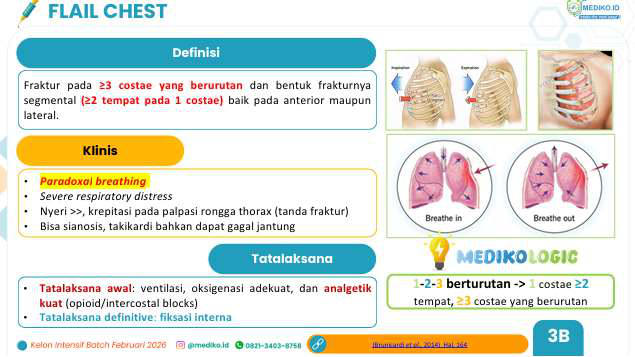 FLAIL CHEST
MEDIKO.ID
Definisi
Fraktur pada ≥3 costae yang berurutan dan bentuk frakturnya
segmental (≥2 tempat pada 1 costae) baik pada anterior maupun
lateral.
Klinis
• Paradoxal breathing
• Severe respiratory distress
• Nyeri >>, krepitasi pada palpasi rongga thorax (tanda fraktur)
• Bisa sianosis, takikardi bahkan dapat gagal jantung
Tatalaksana
• Tatalaksana awal: ventilasi, oksigenasi adekuat, dan analgetik
kuat (opioid/intercostal blocks)
• Tatalaksana definitive: fiksasi interna
Inspiration
Expiration
Breathe in
Breathe out
MEDIKOLOGIC
1-2-3 berturutan -> 1 costae ≥2
tempat, ≥3 costae yang berurutan
Kelon Intensif Batch Februari 2026
@mediko.id
0821-3403-8758
(Brunicardi et al., 2014) Hal. 164
3B